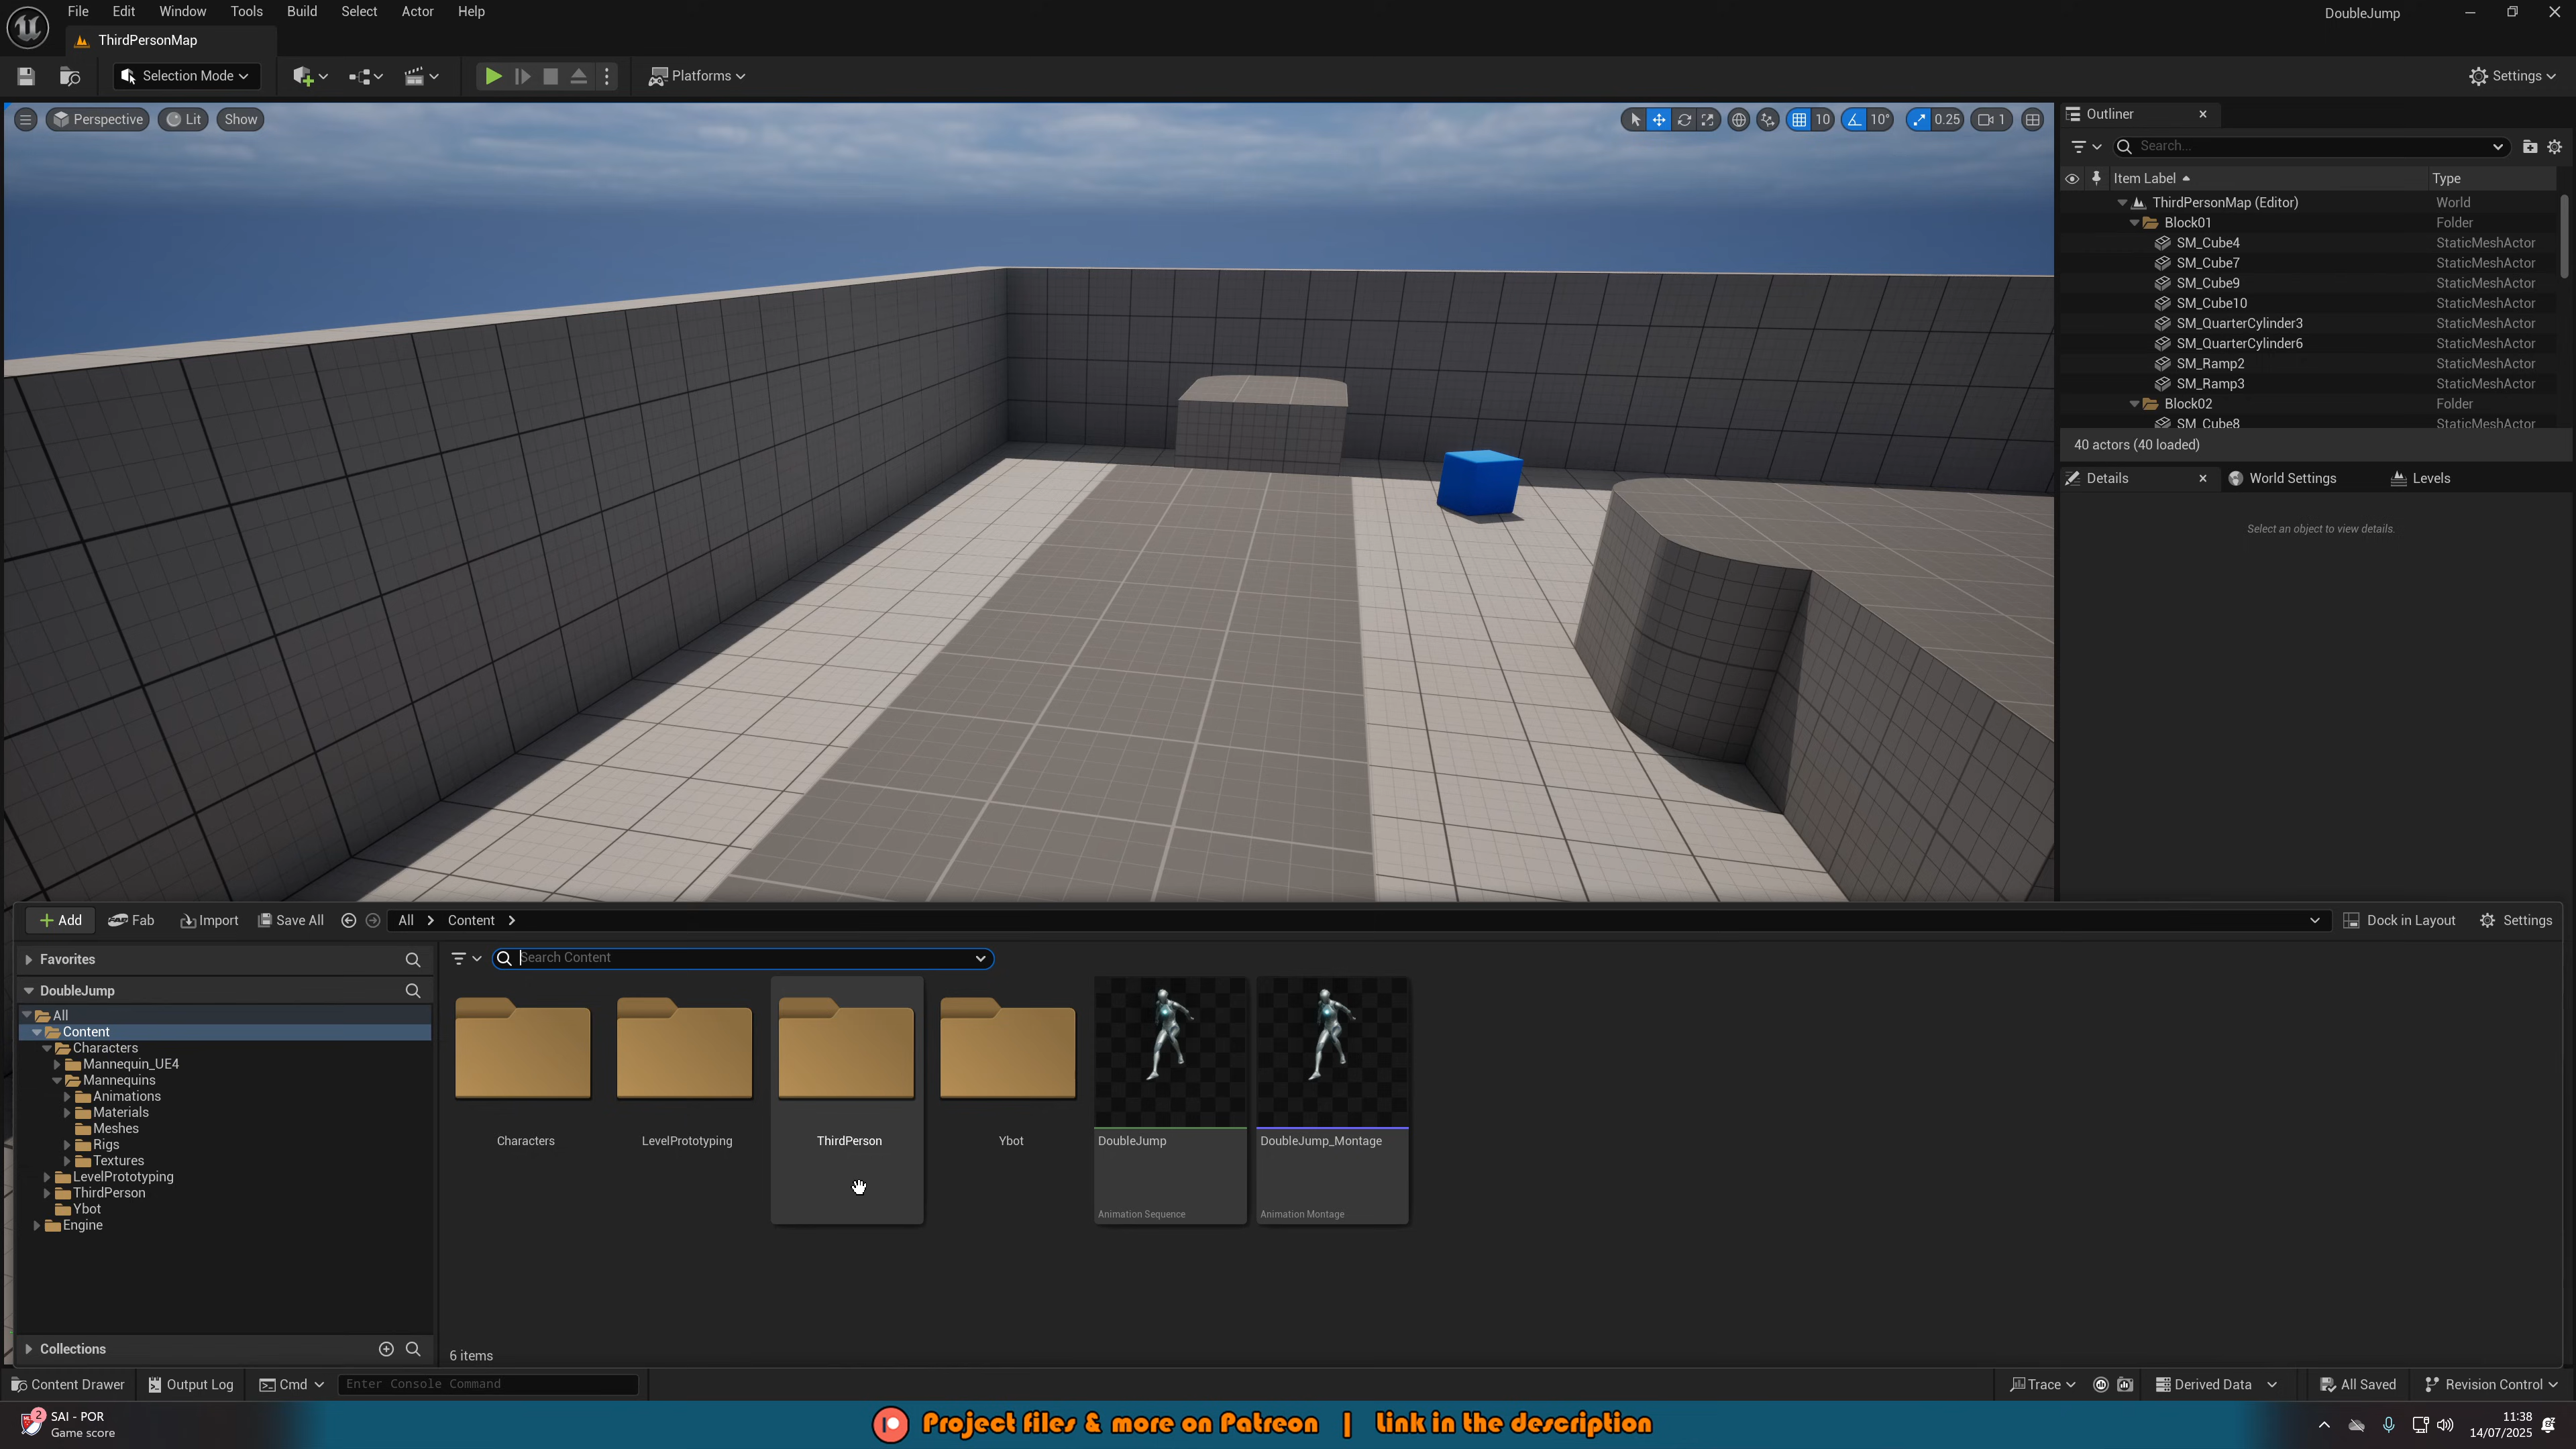 File Edit Window Tools Build Select Actor Help
DoubleJump
ThirdPersonMap
Selection Mode
Platforms
Settings
Perspective Lit Show
10 10° 0.25 1
Outliner
Search...
Item Label Type
ThirdPersonMap (Editor) World
Block01 Folder
SM_Cube4 StaticMeshActor
SM_Cube7 StaticMeshActor
SM_Cube9 StaticMeshActor
SM_Cube10 StaticMeshActor
SM_QuarterCylinder3 StaticMeshActor
SM_QuarterCylinder6 StaticMeshActor
SM_Ramp2 StaticMeshActor
SM_Ramp3 StaticMeshActor
Block02 Folder
SM_Cube8 StaticMeshActor
40 actors (40 loaded)
Details World Settings Levels
Select an object to view details.
Add Fab Import Save All All Content Dock in Layout Settings
Favorites
Search Content
DoubleJump
All
Content
Characters
Mannequin_UE4
Mannequins
Animations
Materials
Meshes
Rigs
Textures
LevelPrototyping
ThirdPerson
Ybot
Engine
Collections
Characters LevelPrototyping ThirdPerson Ybot DoubleJump DoubleJump_Montage
Animation Sequence Animation Montage
6 items
Content Drawer Output Log Cmd Enter Console Command Trace Derived Data All Saved Revision Control
2
SAI - POR
Game score
Project files & more on Patreon | Link in the description
11:38
14/07/2025